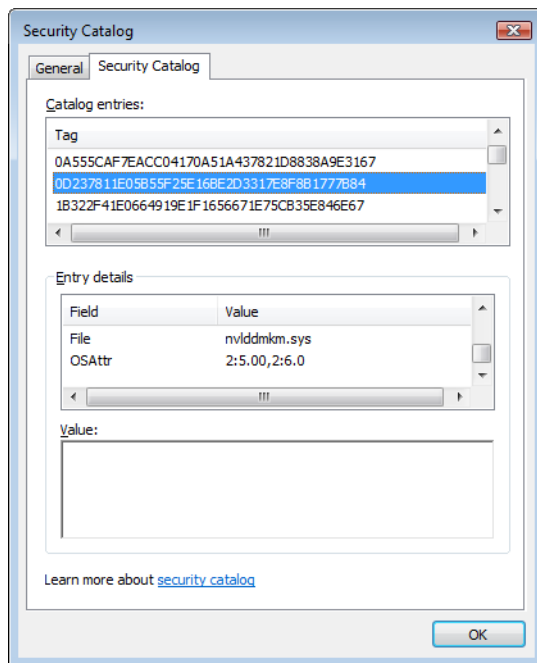 Security Catalog
General Security Catalog
Catalog entries:
Tag
0A555CAF7EACC04170A51A437821D8838A9E3167
0D237811E05B55F25E16BE2D3317E8F8B1777B84
1B322F41E0664919E1F1656671E75CB35E846E67
Entry details
Field Value
File nvlddmkm.sys
OSAttr 2:5.00,2:6.0
Value:
Learn more about security catalog
OK